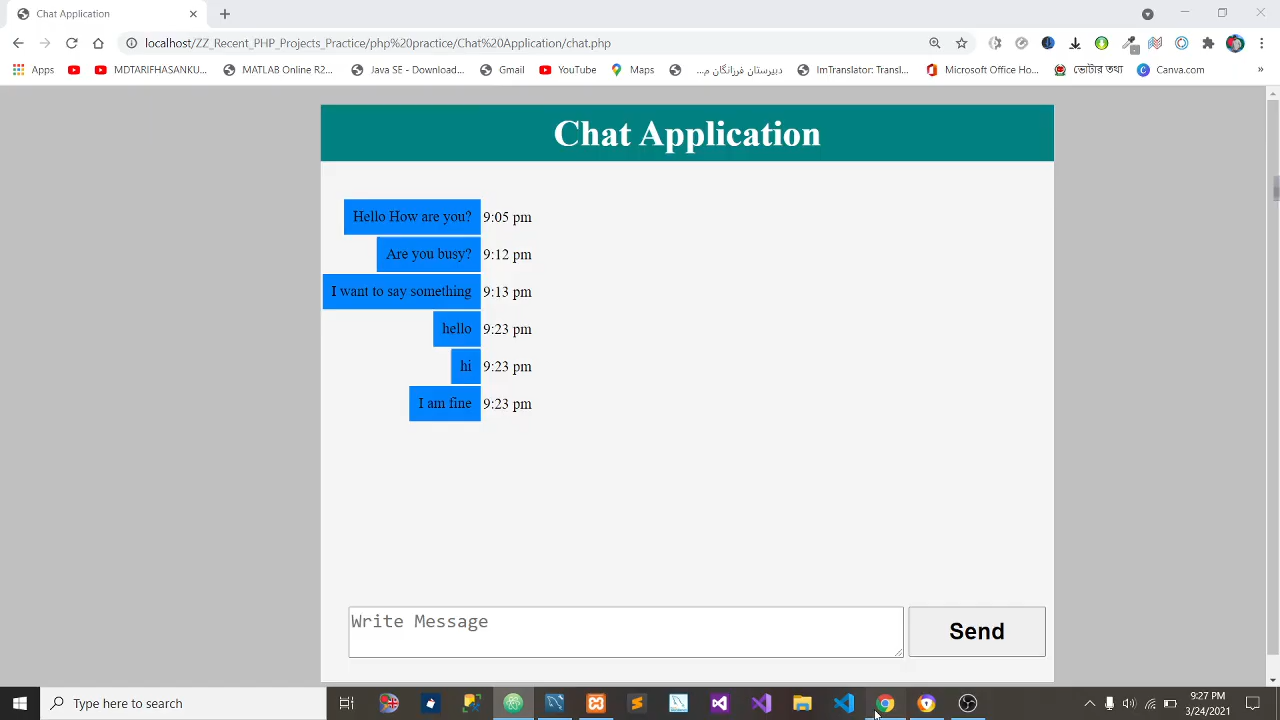 Chat Application
localhost/ZZ_Recent_PHP_Projects_Practice/php%20practice/Chat%20Application/chat.php
Apps MDTARIFHASANKU... MATLAB Online R2... Java SE - Download... Gmail YouTube Maps دبیرستان فرزانگان م... ImTranslator: Transl... Microsoft Office Ho... ভোটার তথ্য Canva.com »
Chat Application
Hello How are you? 9:05 pm
Are you busy? 9:12 pm
I want to say something 9:13 pm
hello 9:23 pm
hi 9:23 pm
I am fine 9:23 pm
Write Message
Send
Type here to search
9:27 PM
3/24/2021